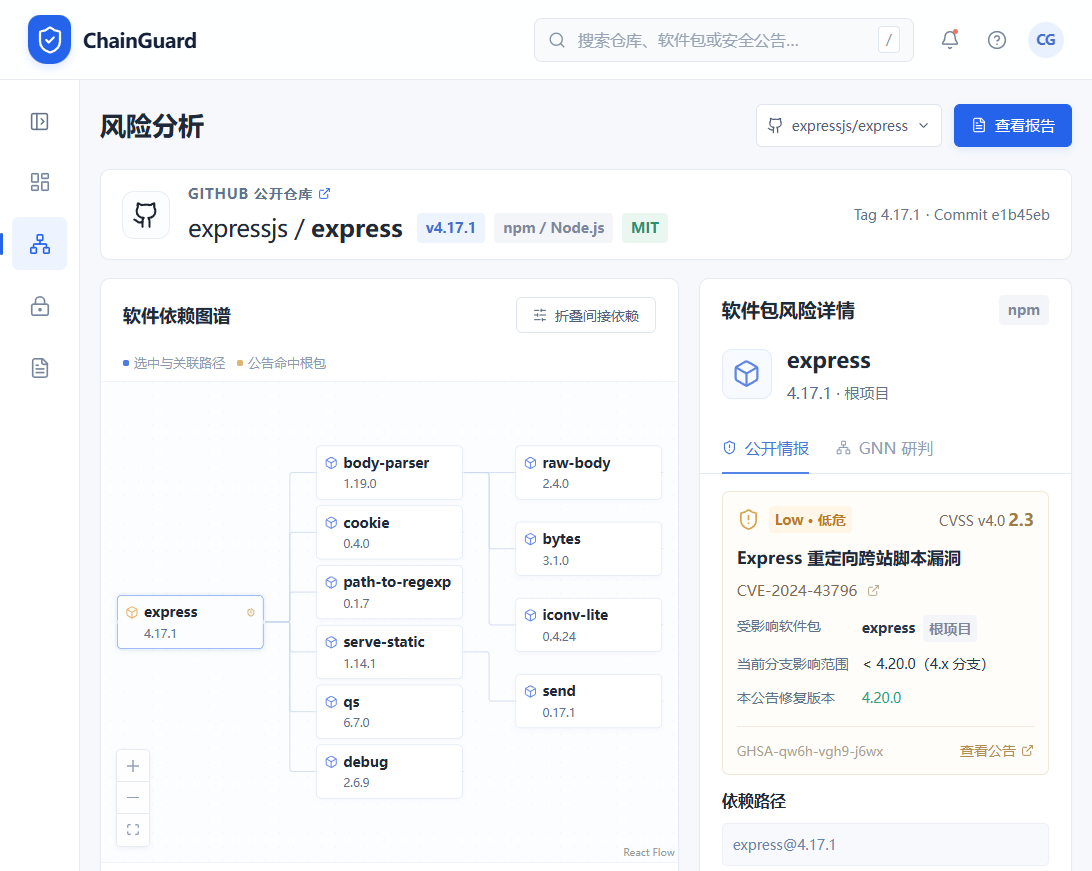 ChainGuard
搜索仓库、软件包或安全公告...
/
CG
风险分析
expressjs/express
查看报告
GITHUB 公开仓库
expressjs / express
v4.17.1
npm / Node.js
MIT
Tag 4.17.1 · Commit e1b45eb
软件依赖图谱
折叠间接依赖
选中与关联路径
公告命中根包
express
4.17.1
body-parser
1.19.0
cookie
0.4.0
path-to-regexp
0.1.7
serve-static
1.14.1
qs
6.7.0
debug
2.6.9
raw-body
2.4.0
bytes
3.1.0
iconv-lite
0.4.24
send
0.17.1
React Flow
软件包风险详情
npm
express
4.17.1 · 根项目
公开情报
GNN 研判
Low • 低危
CVSS v4.0 2.3
Express 重定向跨站脚本漏洞
CVE-2024-43796
受影响软件包 express 根项目
当前分支影响范围 < 4.20.0（4.x 分支）
本公告修复版本 4.20.0
GHSA-qw6h-vgh9-j6wx
查看公告
依赖路径
express@4.17.1